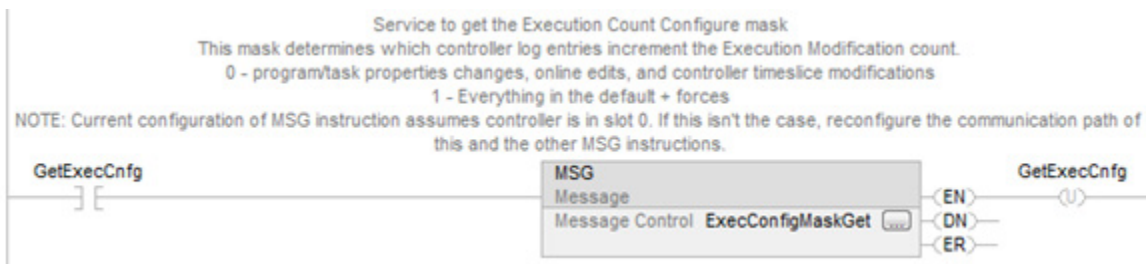 Service to get the Execution Count Configure mask
This mask determines which controller log entries increment the Execution Modification count.
0 - program/task properties changes, online edits, and controller timeslice modifications
1 - Everything in the default + forces
NOTE: Current configuration of MSG instruction assumes controller is in slot 0. If this isn't the case, reconfigure the communication path of
this and the other MSG instructions.
GetExecCnfg
MSG
Message
Message Control ExecConfigMaskGet ...
EN
DN
ER
GetExecCnfg
U